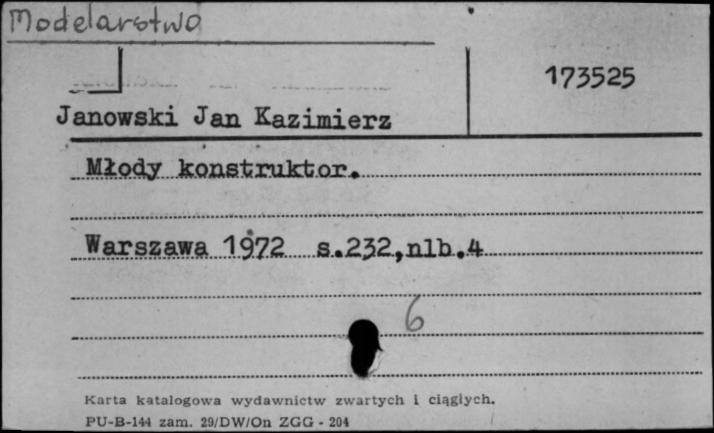 Modelarstwo
173525
Janowski Jan Kazimierz
Młody konstruktor.
Warszawa 1972 s.232,nlb.4
6
Karta katalogowa wydawnictw zwartych i ciągłych.
PU-B-144 zam. 29/DW/On ZGG - 204